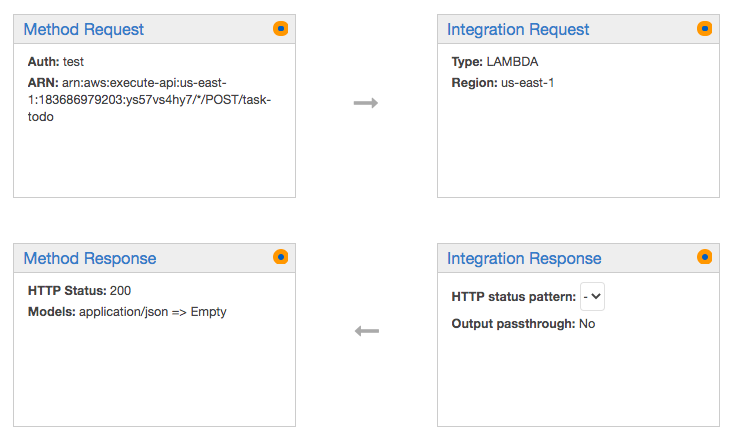 Method Request
Auth: test
ARN: arn:aws:execute-api:us-east-
1:183686979203:ys57vs4hy7/*/POST/task-
todo
Integration Request
Type: LAMBDA
Region: us-east-1
Method Response
HTTP Status: 200
Models: application/json => Empty
Integration Response
HTTP status pattern: -
Output passthrough: No